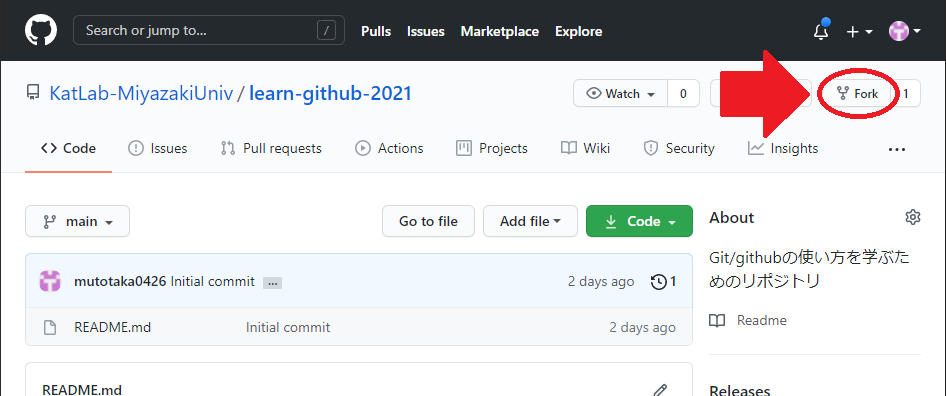 Search or jump to... /
Pulls Issues Marketplace Explore
KatLab-MiyazakiUniv / learn-github-2021
Watch 0
Fork 1
Code Issues Pull requests Actions Projects Wiki Security Insights ...
main Go to file Add file Code
About
Git/githubの使い方を学ぶた
めのリポジトリ
Readme
Releases
mutotaka0426 Initial commit ... 2 days ago 1
README.md Initial commit 2 days ago
README.md